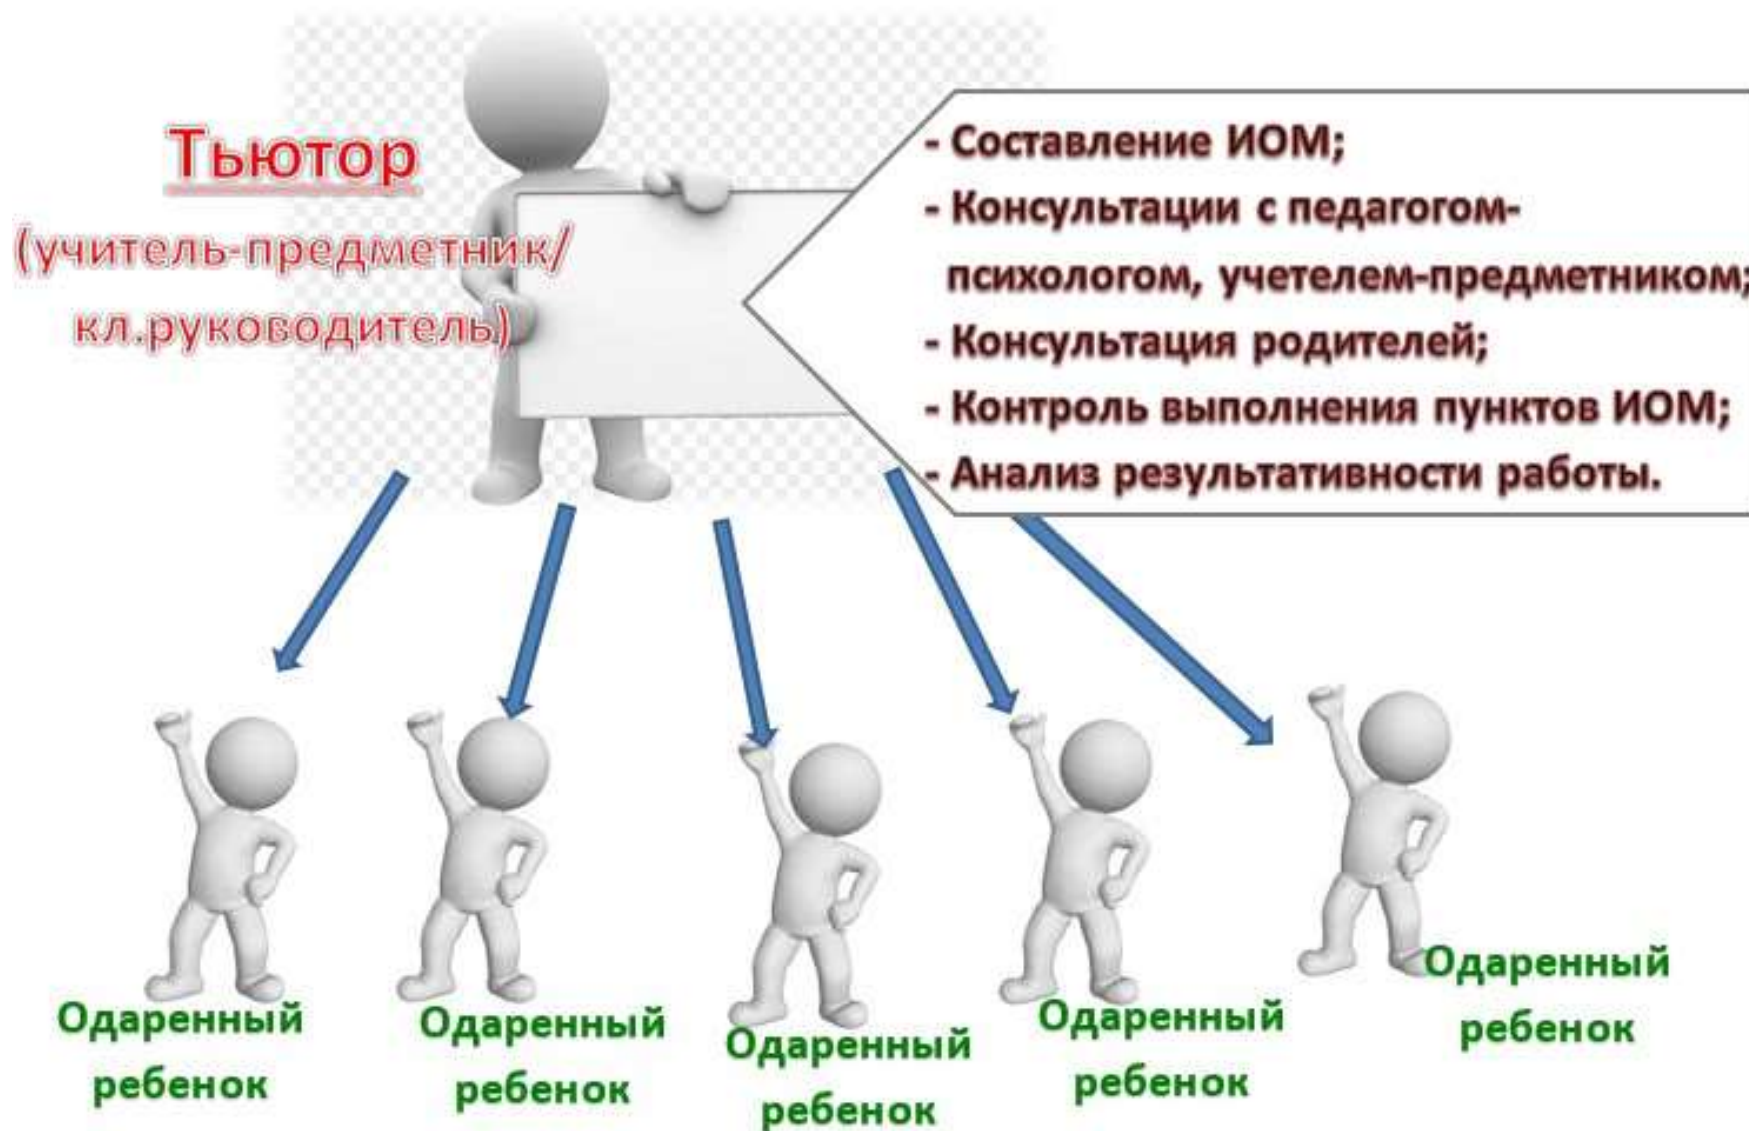 Тьютор
(учитель-предметник/
кл.руководитель)
- Составление ИОМ;
- Консультации с педагогом-
психологом, учетелем-предметником;
- Консультация родителей;
- Контроль выполнения пунктов ИОМ;
- Анализ результативности работы.
Одаренный
ребенок
Одаренный
ребенок
Одаренный
ребенок
Одаренный
ребенок
Одаренный
ребенок